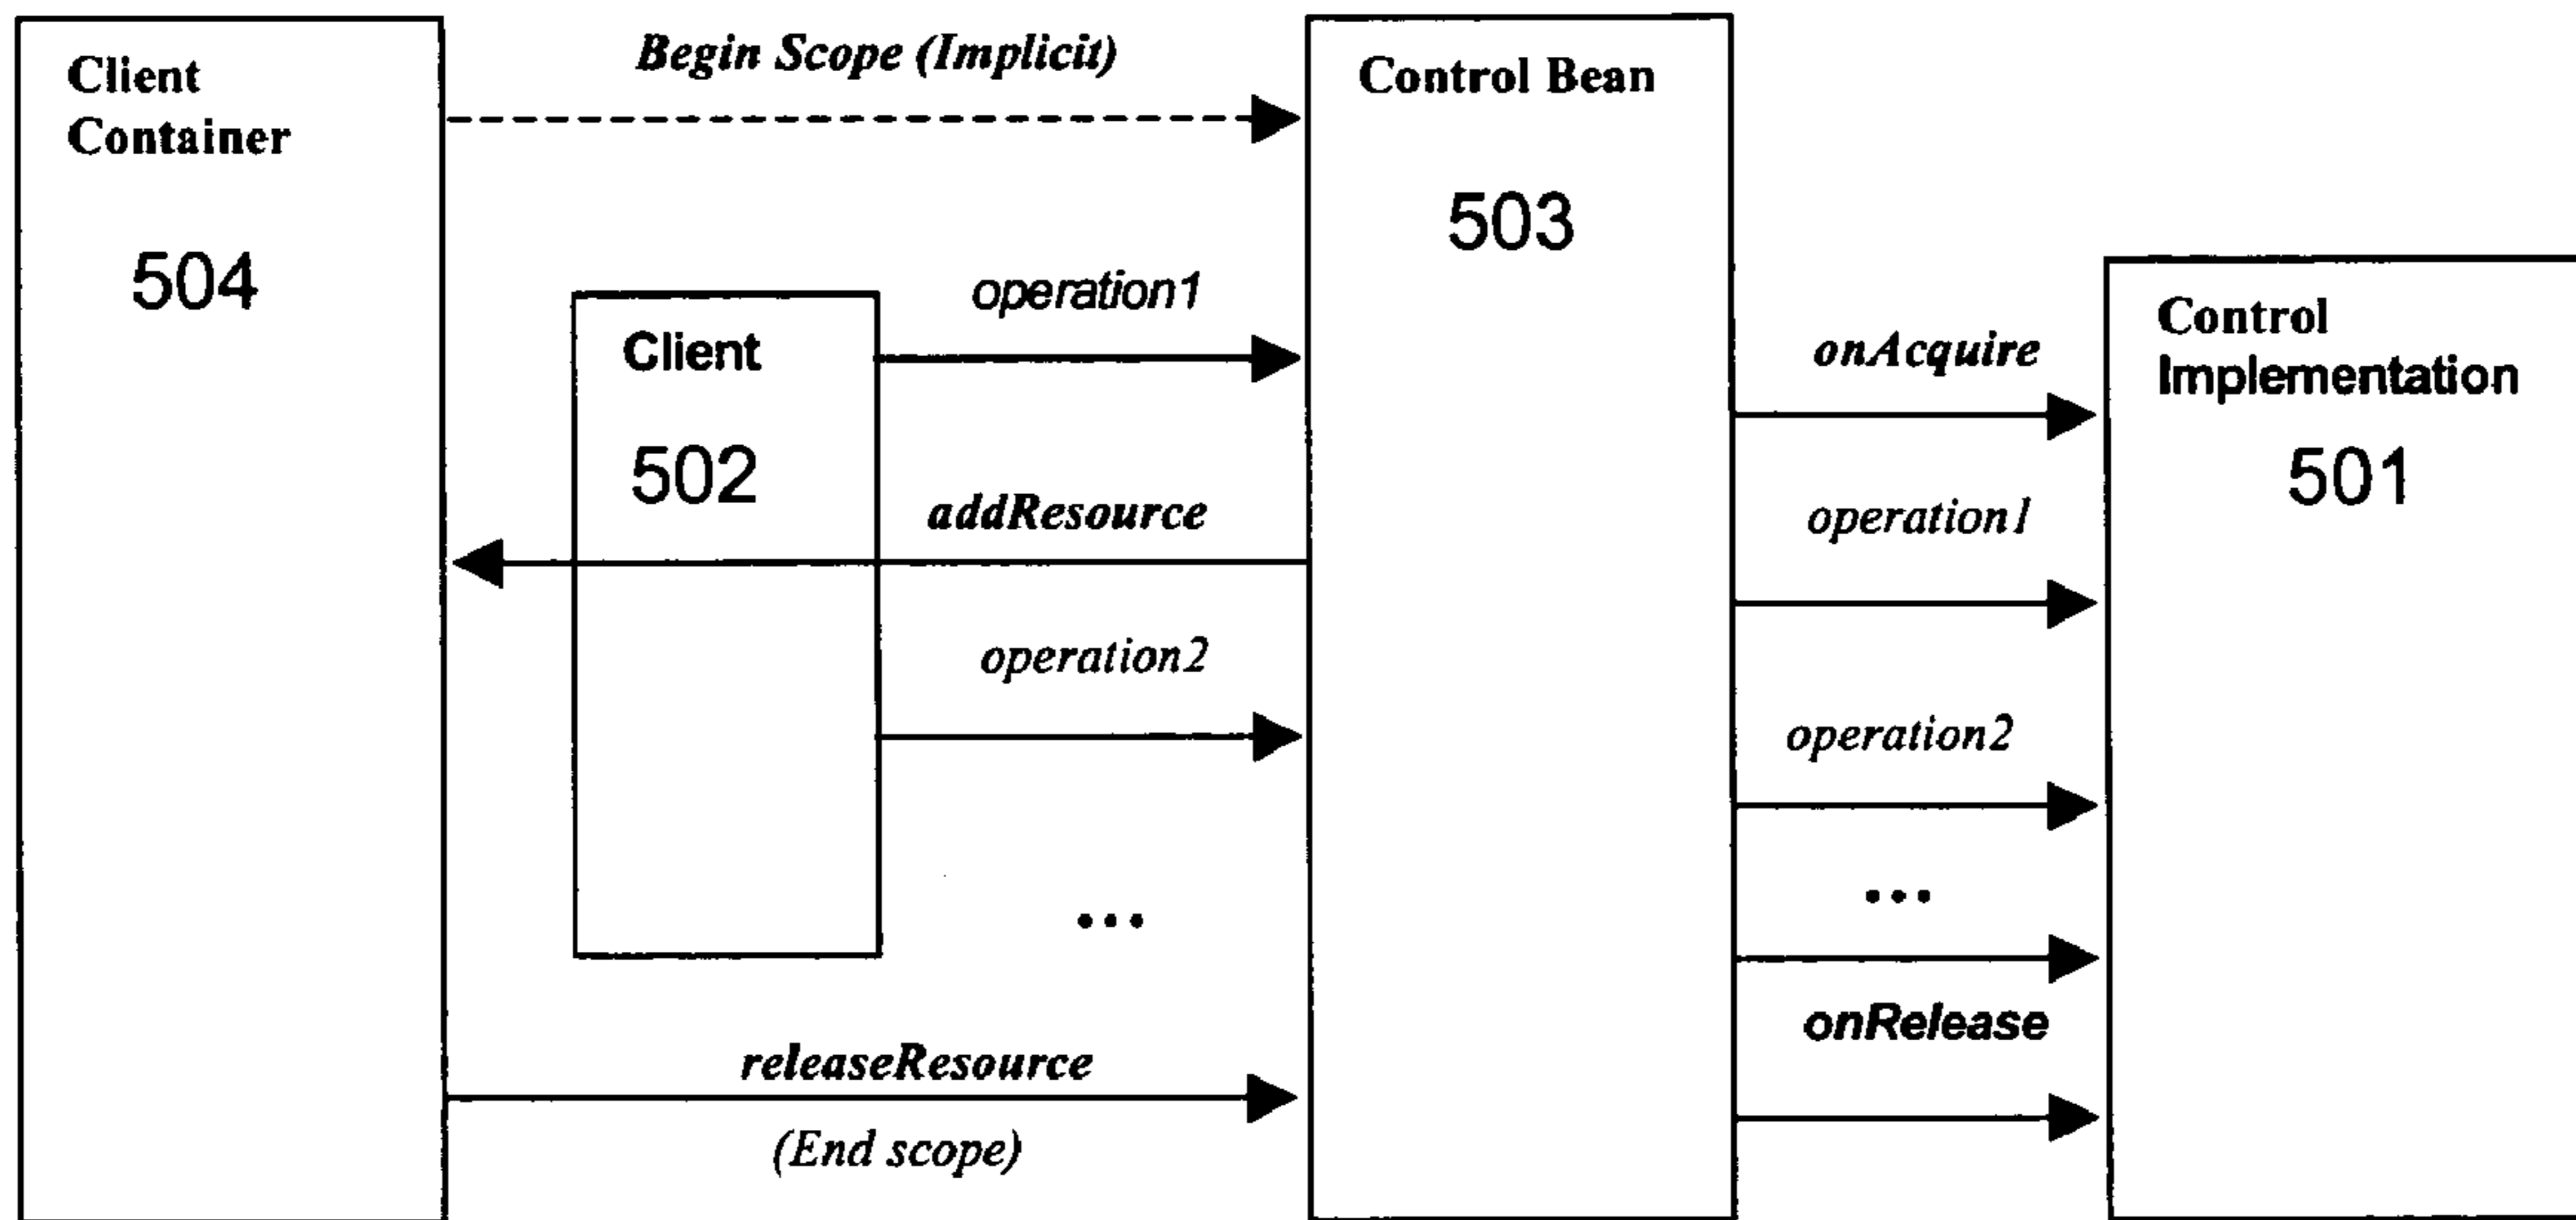 Client
Container
504
Begin Scope (Implicit)
Control Bean
503
Client
502
operation1
addResource
operation2
...
releaseResource
(End scope)
onAcquire
operation1
operation2
...
onRelease
Control
Implementation
501